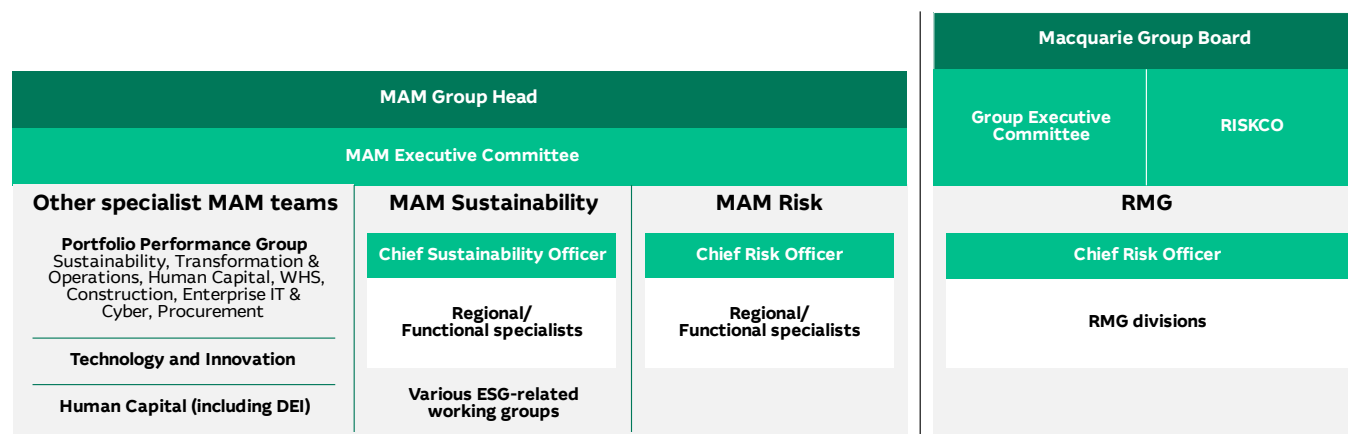 MAM Group Head
MAM Executive Committee
Other specialist MAM teams
Portfolio Performance Group
Sustainability, Transformation &
Operations, Human Capital, WHS,
Construction, Enterprise IT &
Cyber, Procurement
Technology and Innovation
Human Capital (including DEI)
MAM Sustainability
Chief Sustainability Officer
Regional/
Functional specialists
Various ESG-related
working groups
MAM Risk
Chief Risk Officer
Regional/
Functional specialists
Macquarie Group Board
Group Executive
Committee
RISKCO
RMG
Chief Risk Officer
RMG divisions